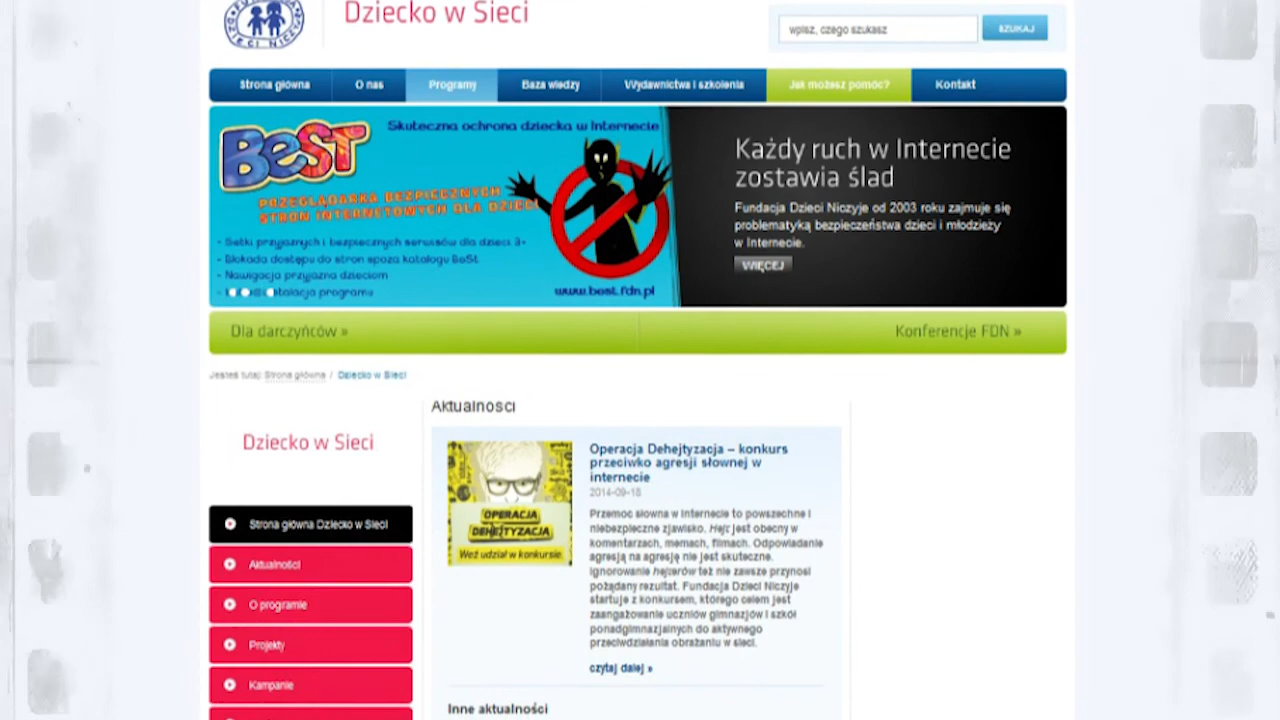 Dziecko w Sieci
DZIECI NICZYJE
wpisz, czego szukasz
SZUKAJ
Strona główna
O nas
Programy
Baza wiedzy
Wydawnictwa i szkolenia
Jak możesz pomóc?
Kontakt
BeST
Skuteczna ochrona dziecka w Internecie
PRZEGLĄDARKA BEZPIECZNYCH
STRON INTERNETOWYCH DLA DZIECI
- Setki przyjaznych i bezpiecznych serwisów dla dzieci 3+
- Blokada dostępu do stron spoza katalogu BeSt
- Nawigacja przyjazna dzieciom
programu
www.best.fdn.pl
Każdy ruch w Internecie
zostawia ślad
Fundacja Dzieci Niczyje od 2003 roku zajmuje się
problematyką bezpieczeństwa dzieci i młodzieży
w Internecie.
WIĘCEJ
Dla darczyńców »
Konferencje FDN »
Jesteś tutaj: Strona główna / Dziecko w Sieci
Dziecko w Sieci
Strona główna Dziecko w Sieci
Aktualności
O programie
Projekty
Kampanie
Aktualności
OPERACJA
DEHEJTYZACJA
Weź udział w konkursie.
Operacja Dehejtyzacja – konkurs
przeciwko agresji słownej w
internecie
2014-09-18
Przemoc słowna w Internecie to powszechne i
niebezpieczne zjawisko. Hejt jest obecny w
komentarzach, memach, filmach. Odpowiadanie
agresją na agresję nie jest skuteczne.
Ignorowanie hejterów też nie zawsze przynosi
pożądany rezultat. Fundacja Dzieci Niczyje
startuje z konkursem, którego celem jest
zaangażowanie uczniów gimnazjów i szkół
ponadgimnazjalnych do aktywnego
przeciwdziałania obrażaniu w sieci.
czytaj dalej »
Inne aktualności